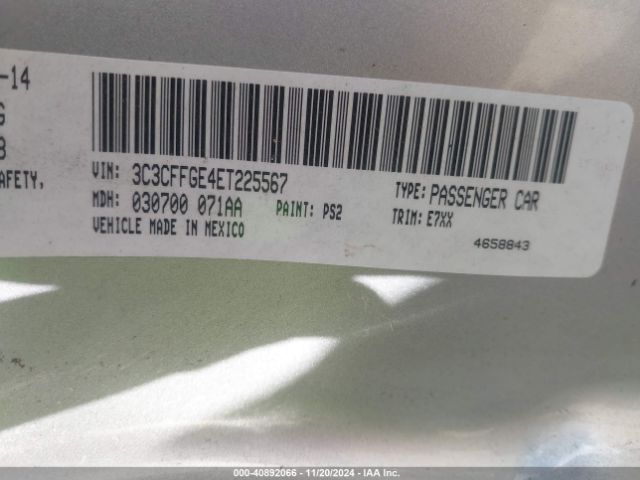 -14
G
8
AFETY,
VIN: 3C3CFFGE4ET225567
TYPE: PASSENGER CAR
MDH: 030700 071AA PAINT: PS2
TRIM: E7XX
VEHICLE MADE IN MEXICO
4658843
000-40892066 - 11/20/2024 - IAA Inc.